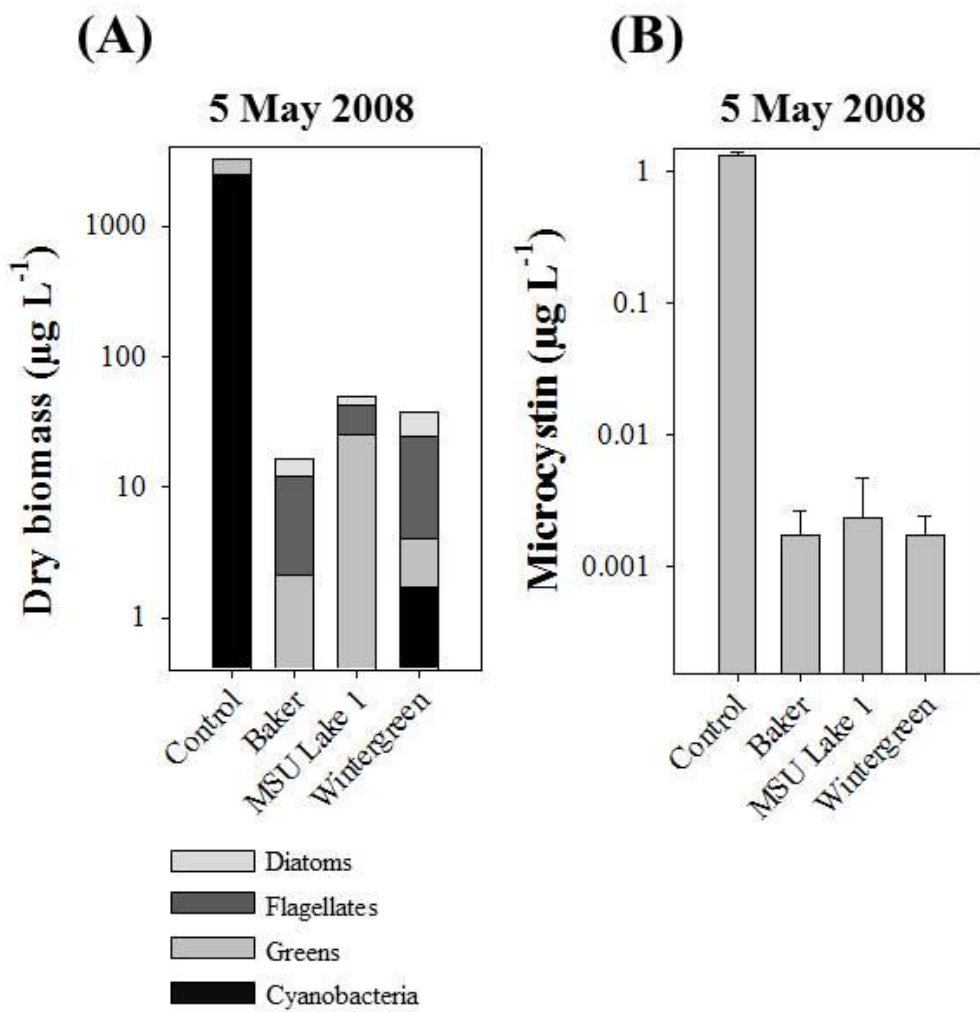 (A)
5 May 2008
Dry biomass (µg L⁻¹)
1000
100
10
1
Control
Baker
MSU Lake 1
Wintergreen
Diatoms
Flagellates
Greens
Cyanobacteria
(B)
5 May 2008
Microcystin (µg L⁻¹)
1
0.1
0.01
0.001
Control
Baker
MSU Lake 1
Wintergreen